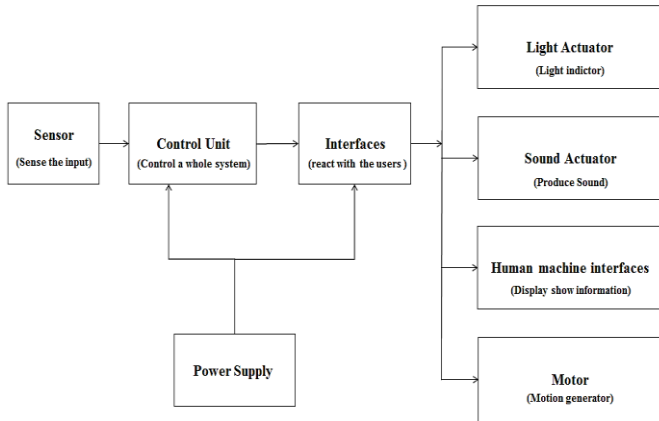 Sensor
(Sense the input)
Control Unit
(Control a whole system)
Interfaces
(react with the users )
Light Actuator
(Light indictor)
Sound Actuator
(Produce Sound)
Human machine interfaces
(Display show information)
Motor
(Motion generator)
Power Supply